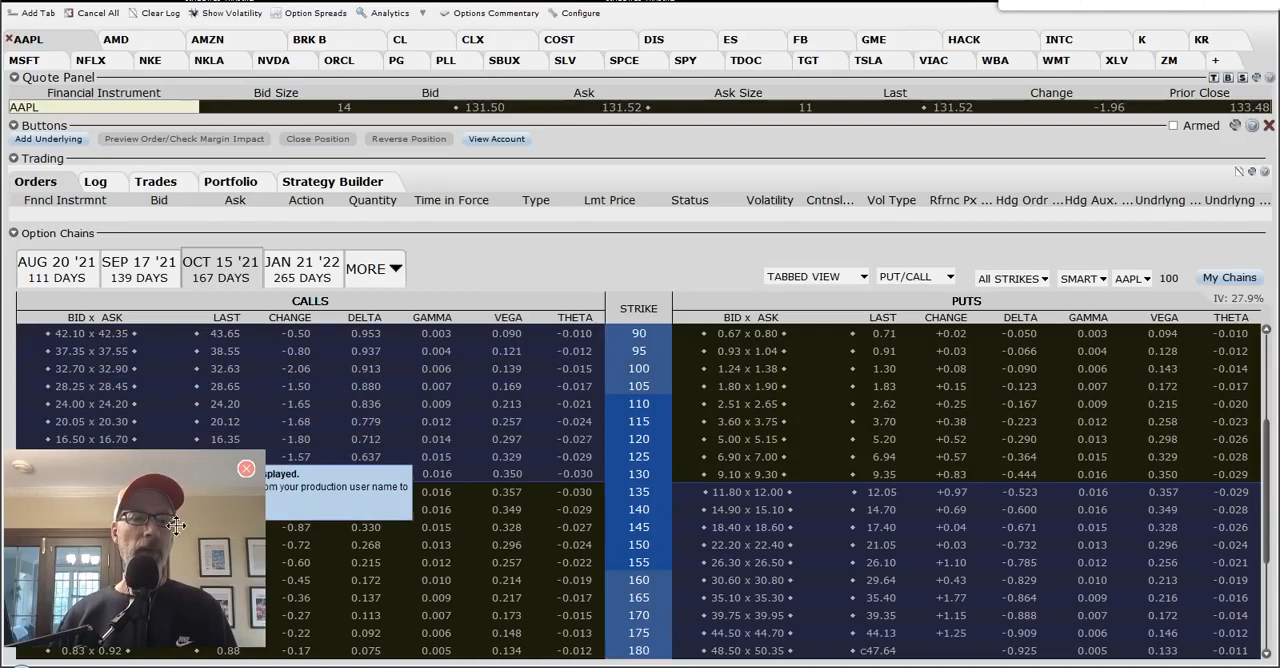 Add Tab Cancel All Clear Log Show Volatility Option Spreads Analytics Options Commentary Configure
AAPL AMD AMZN BRK B CL CLX COST DIS ES FB GME HACK INTC K KR
MSFT NFLX NKE NKLA NVDA ORCL PG PLL SBUX SLV SPCE SPY TDOC TGT TSLA VIAC WBA WMT XLV ZM +
Quote Panel T B S
Financial Instrument Bid Size Bid Ask Ask Size Last Change Prior Close
AAPL 14 131.50 131.52 11 131.52 -1.96 133.48
Buttons Armed
Add Underlying Preview Order/Check Margin Impact Close Position Reverse Position View Account
Trading
Orders Log Trades Portfolio Strategy Builder
Fnncl Instrmnt Bid Ask Action Quantity Time in Force Type Lmt Price Status Volatility Cntnsl... Vol Type Rfrnc Px ... Hdg Ordr ... Hdg Aux. ... Undrlyng ... Undrlyng ...
Option Chains
AUG 20 '21 SEP 17 '21 OCT 15 '21 JAN 21 '22 MORE
111 DAYS 139 DAYS 167 DAYS 265 DAYS
TABBED VIEW PUT/CALL All STRIKES SMART AAPL 100 My Chains
CALLS STRIKE PUTS IV: 27.9%
BID x ASK LAST CHANGE DELTA GAMMA VEGA THETA BID x ASK LAST CHANGE DELTA GAMMA VEGA THETA
42.10 x 42.35 43.65 -0.50 0.953 0.003 0.090 -0.010 90 0.67 x 0.80 0.71 +0.02 -0.050 0.003 0.094 -0.010
37.35 x 37.55 38.55 -0.80 0.937 0.004 0.121 -0.012 95 0.93 x 1.04 0.91 +0.03 -0.066 0.004 0.128 -0.012
32.70 x 32.90 32.63 -2.06 0.913 0.006 0.139 -0.015 100 1.24 x 1.38 1.30 +0.08 -0.090 0.006 0.143 -0.014
28.25 x 28.45 28.65 -1.50 0.880 0.007 0.169 -0.017 105 1.80 x 1.90 1.83 +0.15 -0.123 0.007 0.172 -0.017
24.00 x 24.20 24.20 -1.65 0.836 0.009 0.213 -0.021 110 2.51 x 2.65 2.62 +0.25 -0.167 0.009 0.215 -0.020
20.05 x 20.30 20.12 -1.68 0.779 0.012 0.257 -0.024 115 3.60 x 3.75 3.70 +0.38 -0.223 0.012 0.258 -0.023
16.50 x 16.70 16.35 -1.80 0.712 0.014 0.297 -0.027 120 5.00 x 5.15 5.20 +0.52 -0.290 0.013 0.298 -0.026
-1.57 0.637 0.015 0.329 -0.029 125 6.90 x 7.00 6.94 +0.57 -0.364 0.015 0.329 -0.028
splayed. 0.016 0.350 -0.030 130 9.10 x 9.30 9.35 +0.83 -0.444 0.016 0.350 -0.029
om your production user name to 0.016 0.357 -0.030 135 11.80 x 12.00 12.05 +0.97 -0.523 0.016 0.357 -0.029
0.016 0.349 -0.029 140 14.90 x 15.10 14.70 +0.69 -0.600 0.016 0.349 -0.028
-0.87 0.330 0.015 0.328 -0.027 145 18.40 x 18.60 17.40 +0.04 -0.671 0.015 0.328 -0.026
-0.72 0.268 0.013 0.296 -0.024 150 22.20 x 22.40 21.05 +0.03 -0.732 0.013 0.296 -0.024
-0.60 0.215 0.012 0.257 -0.022 155 26.30 x 26.50 26.10 +1.10 -0.785 0.012 0.256 -0.021
-0.45 0.172 0.010 0.214 -0.019 160 30.60 x 30.80 29.64 +0.43 -0.829 0.010 0.213 -0.019
-0.36 0.137 0.009 0.217 -0.017 165 35.10 x 35.30 35.40 +1.77 -0.864 0.009 0.216 -0.016
-0.27 0.113 0.007 0.173 -0.015 170 39.75 x 39.95 39.35 +1.15 -0.888 0.008 0.172 -0.014
-0.22 0.092 0.006 0.148 -0.013 175 44.50 x 44.70 44.13 +1.25 -0.909 0.006 0.146 -0.012
0.83 x 0.92 0.88 -0.17 0.075 0.005 0.134 -0.012 180 48.50 x 50.35 c47.64 -0.925 0.005 0.133 -0.011